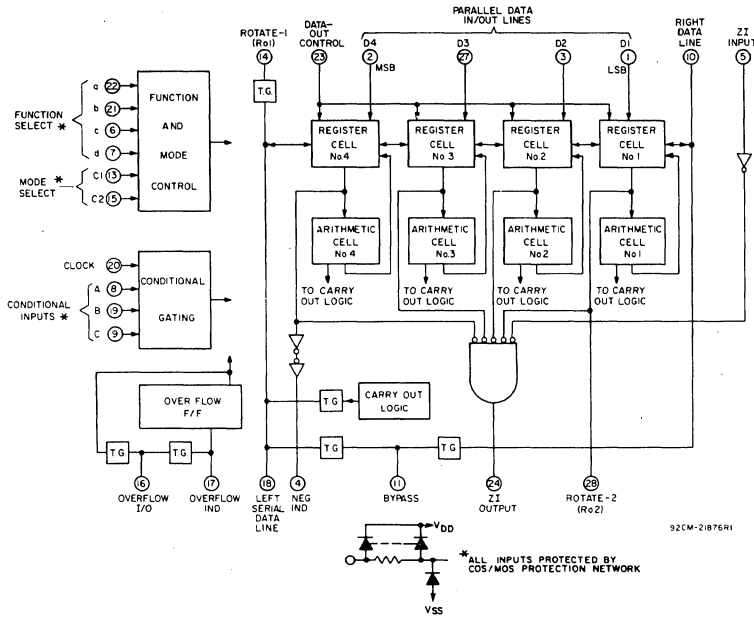 PARALLEL DATA
IN/OUT LINES
ROTATE-1
(Ro1)
14
DATA-
OUT
CONTROL
23
D4
2
MSB
D3
27
D2
3
D1
1
LSB
RIGHT
DATA
LINE
10
ZI
INPUT
5
T.G.
FUNCTION
SELECT *
a 22
b 21
c 6
d 7
MODE *
SELECT
C1 13
C2 15
FUNCTION
AND
MODE
CONTROL
REGISTER
CELL
No.4
REGISTER
CELL
No.3
REGISTER
CELL
No.2
REGISTER
CELL
No.1
ARITHMETIC
CELL
No.4
ARITHMETIC
CELL
No.3
ARITHMETIC
CELL
No.2
ARITHMETIC
CELL
No.1
TO CARRY
OUT LOGIC
TO CARRY
OUT LOGIC
TO CARRY
OUT LOGIC
TO CARRY
OUT LOGIC
CLOCK 20
CONDITIONAL
INPUTS *
A 8
B 19
C 9
CONDITIONAL
GATING
OVER FLOW
F/F
T.G.
T.G.
T G
CARRY OUT
LOGIC
T G
T G
16
OVERFLOW
I/O
17
OVERFLOW
IND
18
LEFT
SERIAL
DATA
LINE
4
NEG
IND
11
BYPASS
24
ZI
OUTPUT
28
ROTATE-2
(Ro2)
92CM-21876R1
VDD
*ALL INPUTS PROTECTED BY
COS/MOS PROTECTION NETWORK
VSS